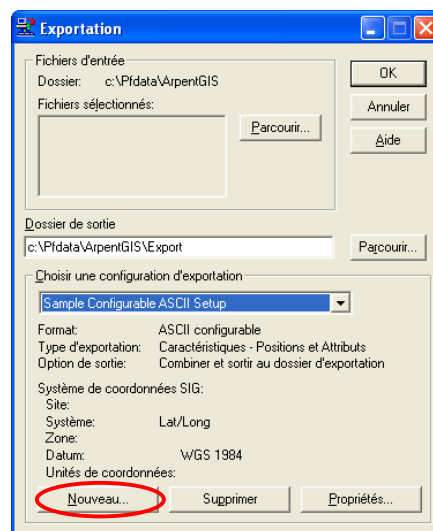 Exportation
Fichiers d'entrée
Dossier: c:\Pfdata\ArpentGIS
Fichiers sélectionnés:
Parcourir...
OK
Annuler
Aide
Dossier de sortie
c:\Pfdata\ArpentGIS\Export
Parcourir...
Choisir une configuration d'exportation
Sample Configurable ASCII Setup
Format: ASCII configurable
Type d'exportation: Caractéristiques - Positions et Attributs
Option de sortie: Combiner et sortir au dossier d'exportation
Système de coordonnées SIG:
Site:
Système: Lat/Long
Zone:
Datum: WGS 1984
Unités de coordonnées:
Nouveau...
Supprimer
Propriétés...